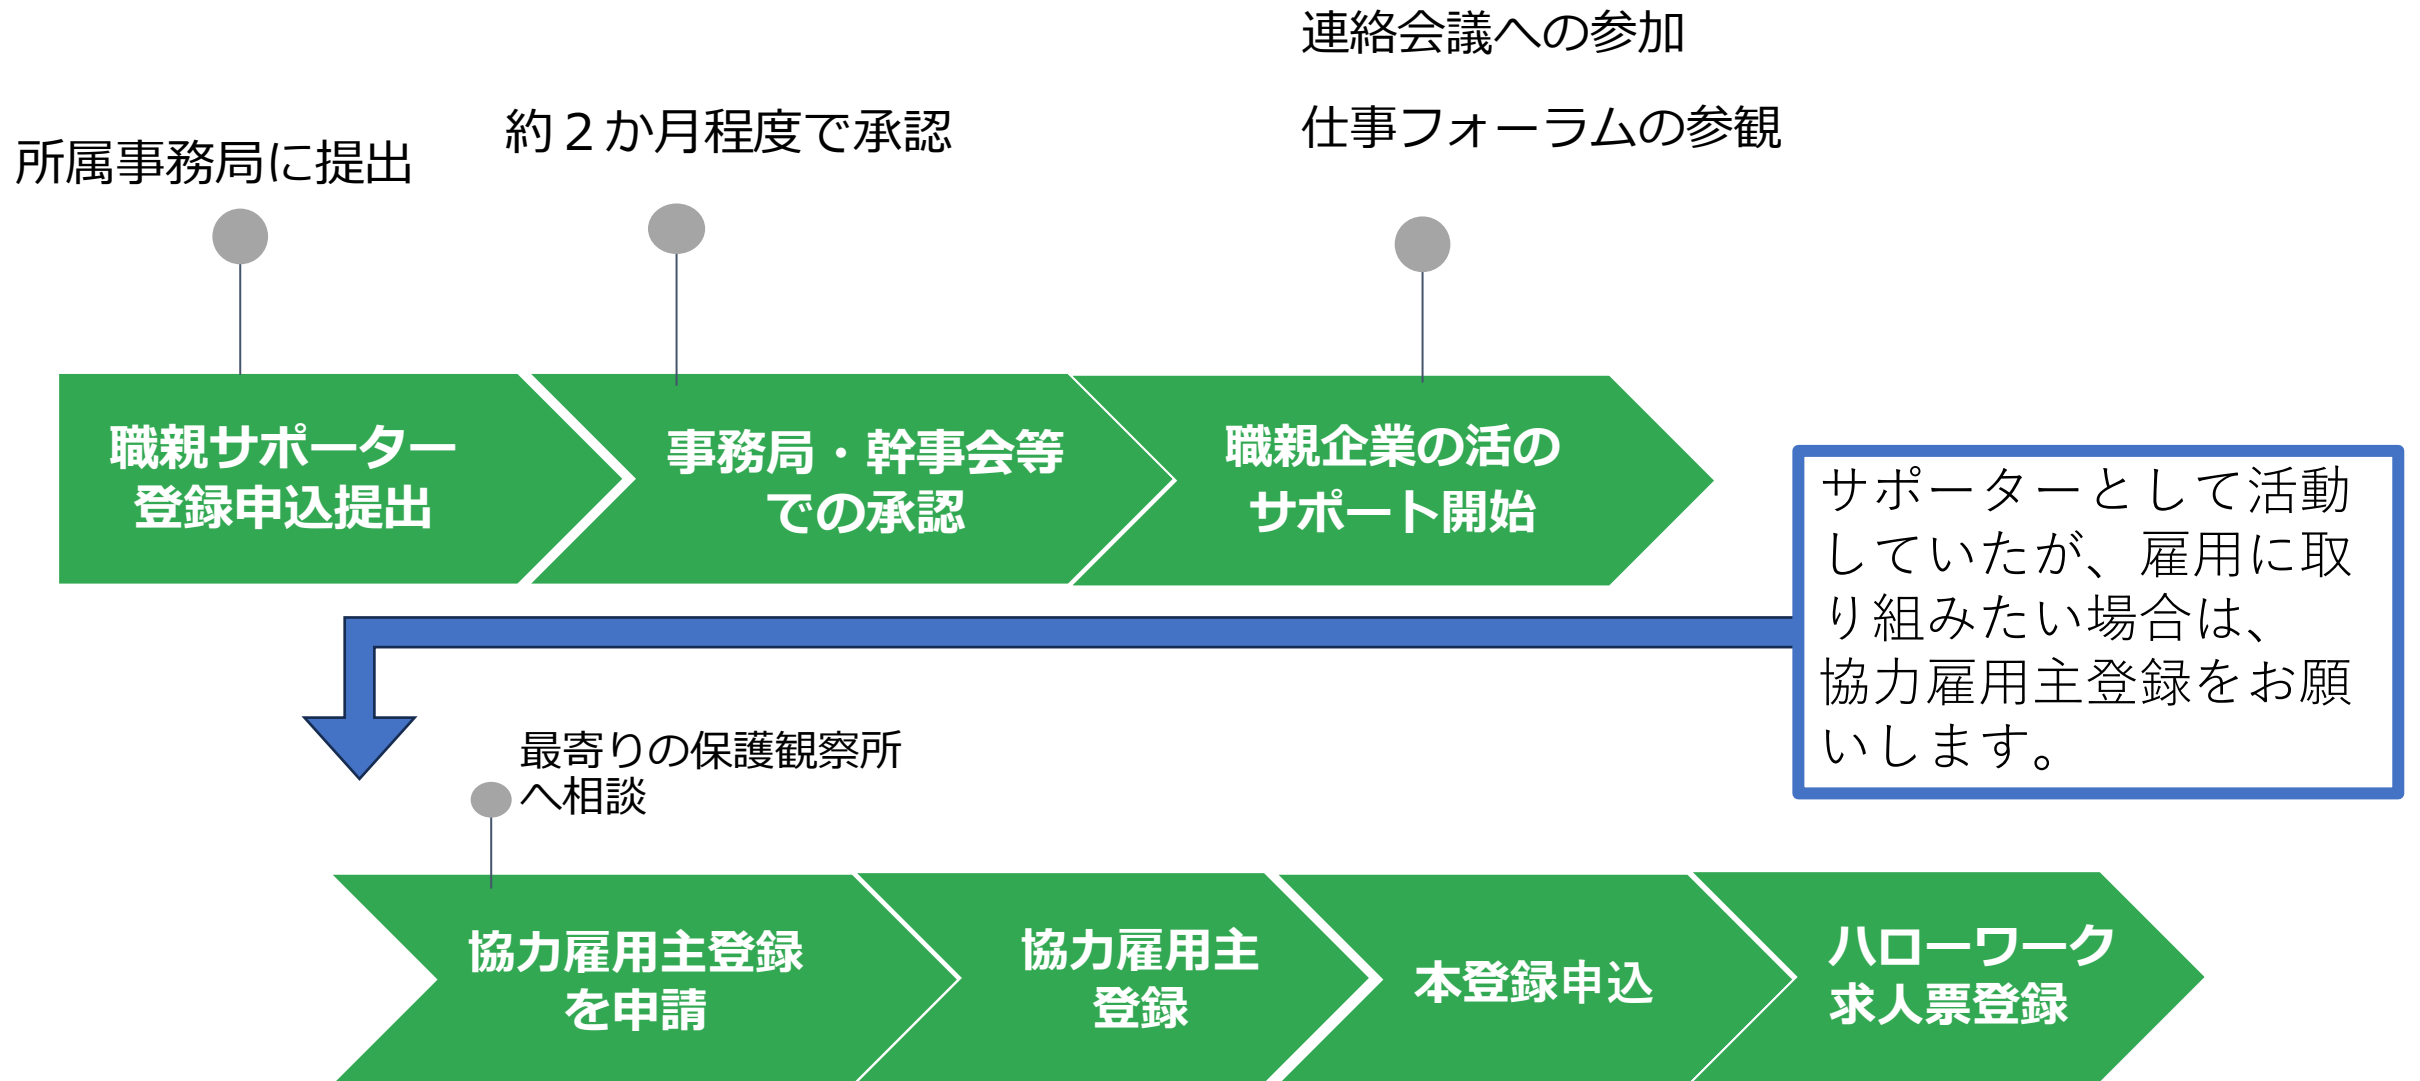 連絡会議への参加
仕事フォーラムの参観
所属事務局に提出
約２か月程度で承認
職親サポーター
登録申込提出
事務局・幹事会等
での承認
職親企業の活の
サポート開始
サポーターとして活動
していたが、雇用に取
り組みたい場合は、
協力雇用主登録をお願
いします。
最寄りの保護観察所
へ相談
協力雇用主登録
を申請
協力雇用主
登録
本登録申込
ハローワーク
求人票登録